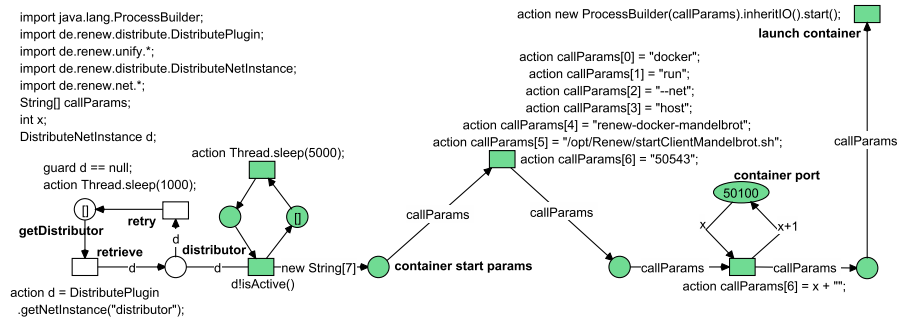 import java.lang.ProcessBuilder;
import de.renew.distribute.DistributePlugin;
import de.renew.unify.*;
import de.renew.distribute.DistributeNetInstance;
import de.renew.net.*;
String[] callParams;
int x;
DistributeNetInstance d;
action new ProcessBuilder(callParams).inheritIO().start();
launch container
action callParams[0] = "docker";
action callParams[1] = "run";
action callParams[2] = "--net";
action callParams[3] = "host";
action callParams[4] = "renew-docker-mandelbrot";
action callParams[5] = "/opt/Renew/startClientMandelbrot.sh";
action callParams[6] = "50543";
guard d == null;
action Thread.sleep(1000);
action Thread.sleep(5000);
[]
retry
getDistributor
d
retrieve
d
distributor
d
[]
d!isActive()
new String[7]
container start params
callParams
callParams
callParams
container port
50100
x
x+1
callParams
callParams
action callParams[6] = x + "";
action d = DistributePlugin
.getNetInstance("distributor");